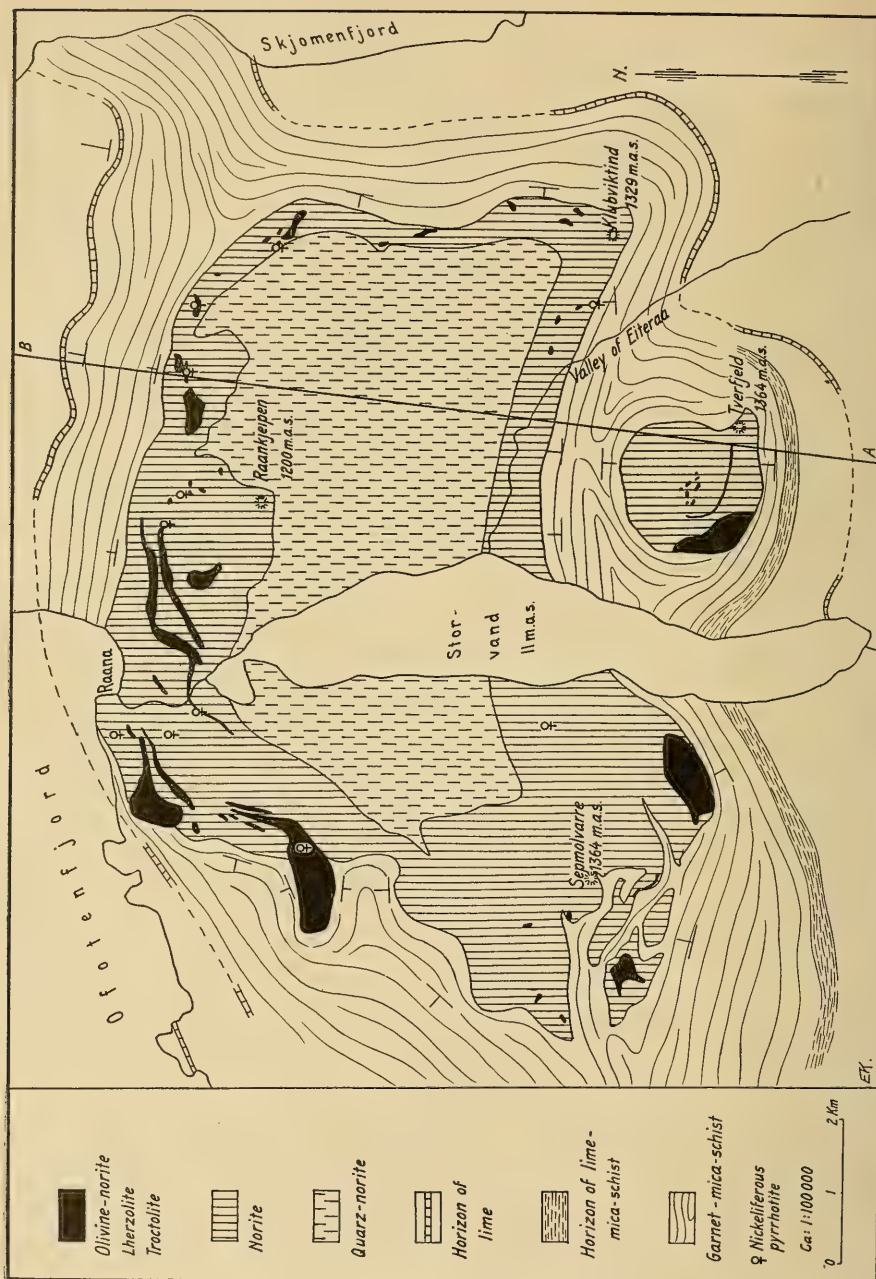 Skjomenfjord
N.
B
Klubviktind
1329 m.a.s.
Raankjeipen
1200 m.a.s.
Valley of Eiteraa
Tverfjeld
1364 m.a.s.
A
Raana
Stor-
vand
11 m.a.s.
Ofotenfjord
Sepmolvarre
1364 m.a.s.
E.K.
Olivine-norite
Lherzolite
Troctolite
Norite
Quarz-norite
Horizon of
lime
Horizon of lime-
mica-schist
Garnet-mica-schist
♀ Nickeliferous
pyrrhotite
Ca: 1:100000
0 1 2 Km